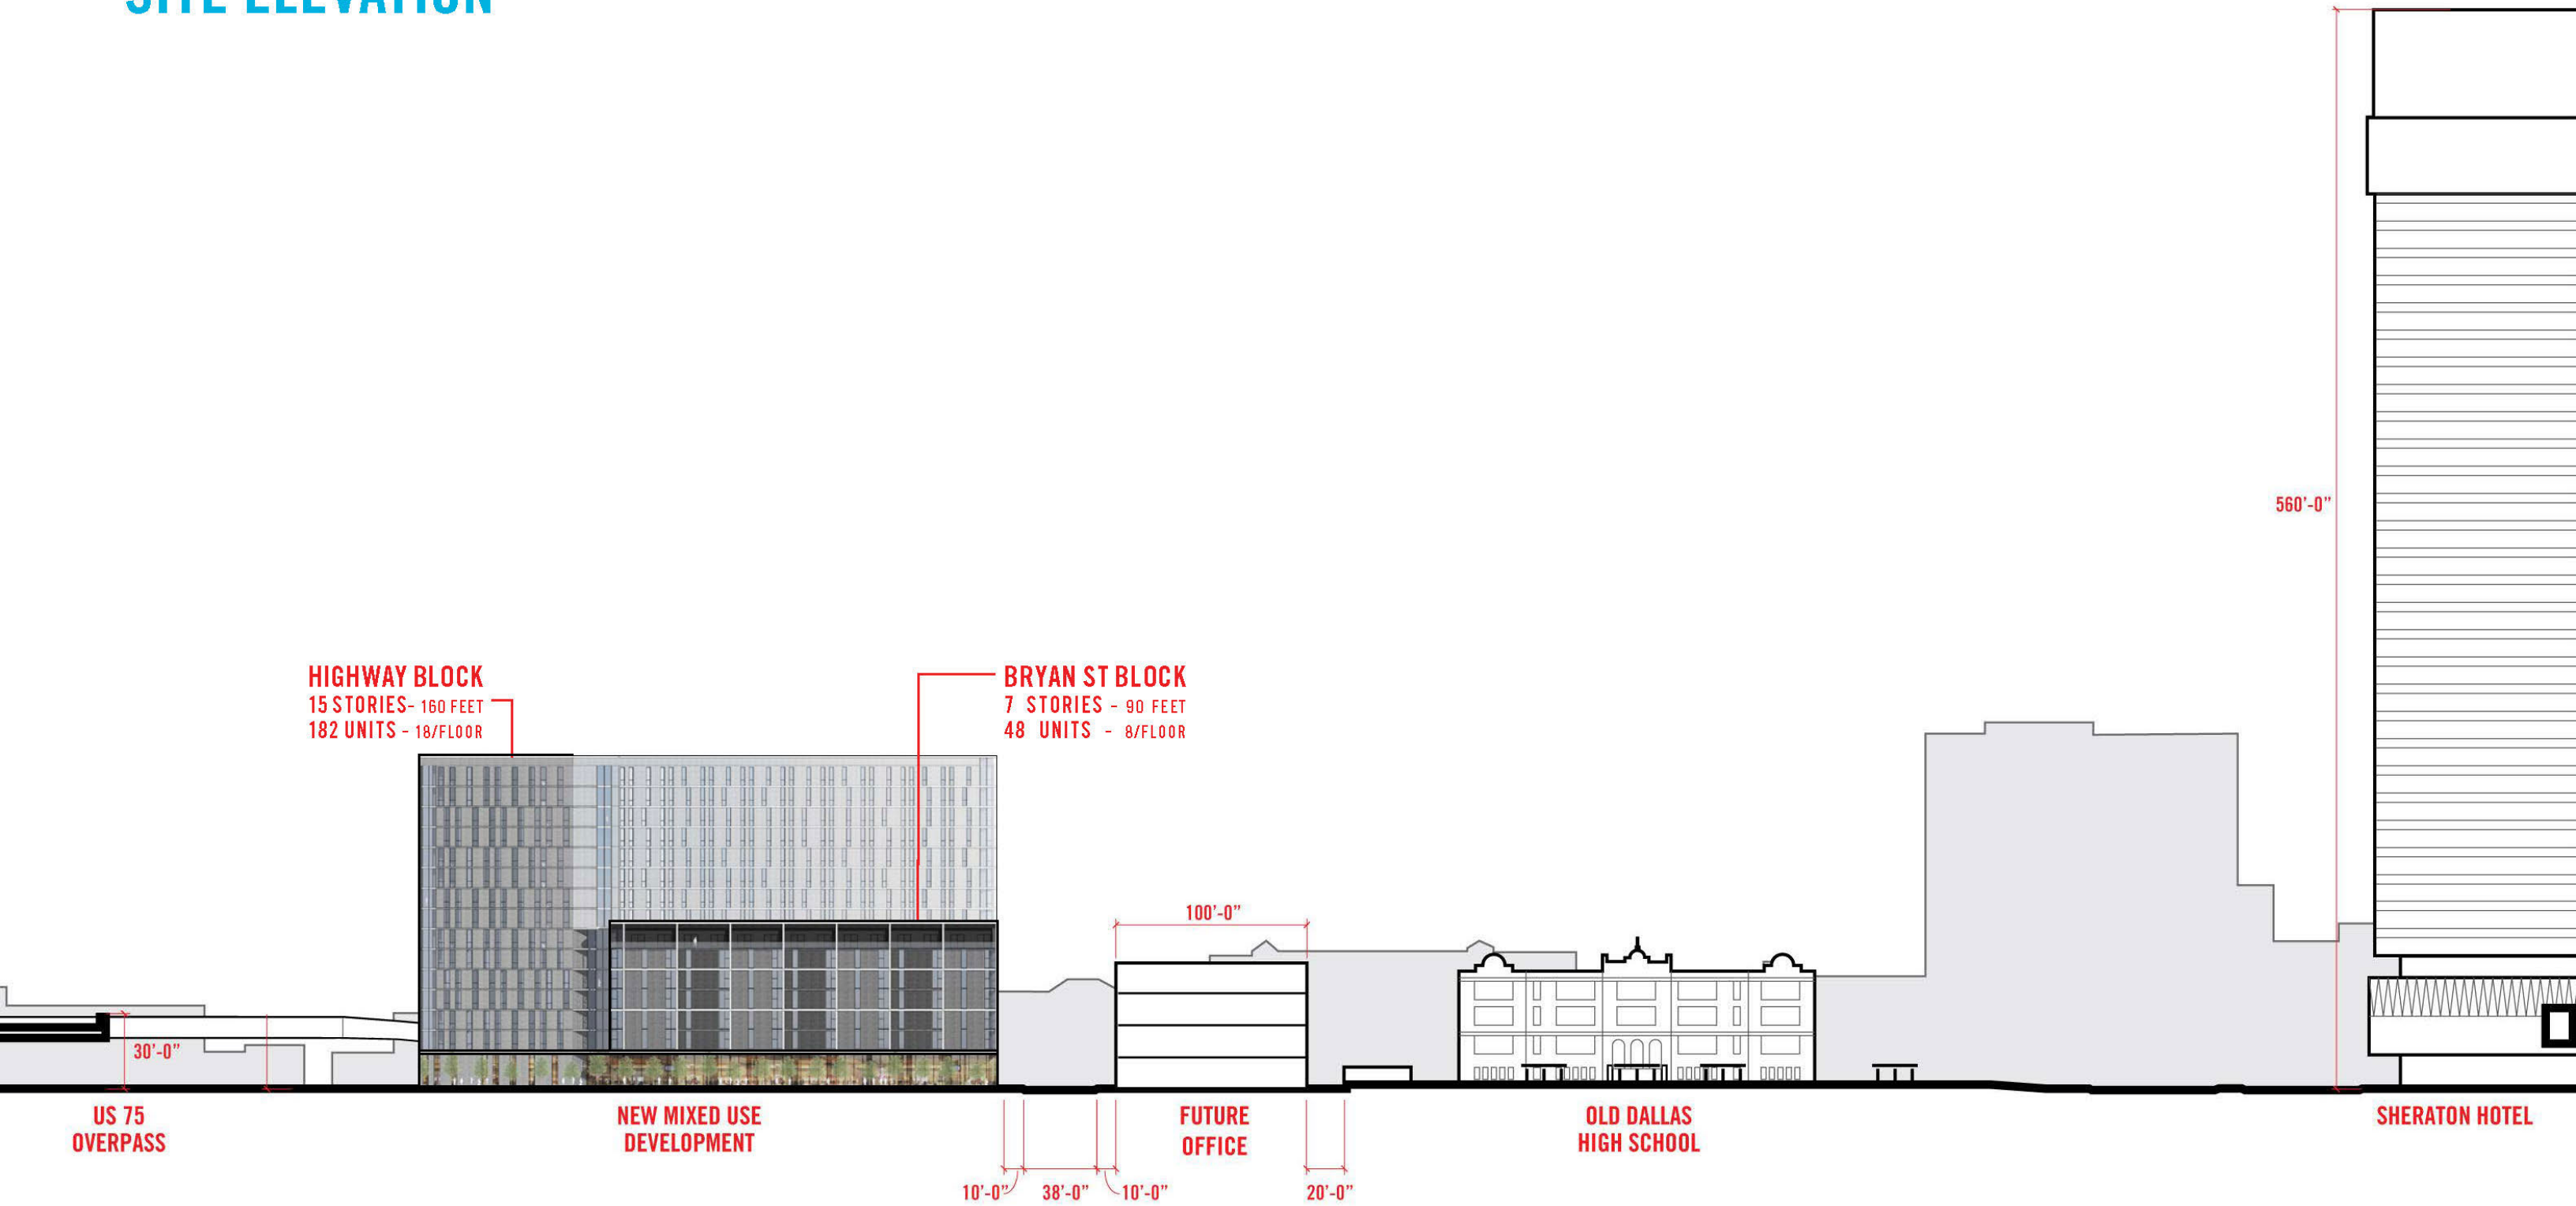 SITE ELEVATION
560’-0”
HIGHWAY BLOCK
15 STORIES- 160 FEET
182 UNITS - 18/FLOOR
BRYAN ST BLOCK
7 STORIES - 90 FEET
48 UNITS - 8/FLOOR
100’-0”
30’-0”
US 75
OVERPASS
NEW MIXED USE
DEVELOPMENT
FUTURE
OFFICE
OLD DALLAS
HIGH SCHOOL
SHERATON HOTEL
10’-0”
38’-0”
10’-0”
20’-0”